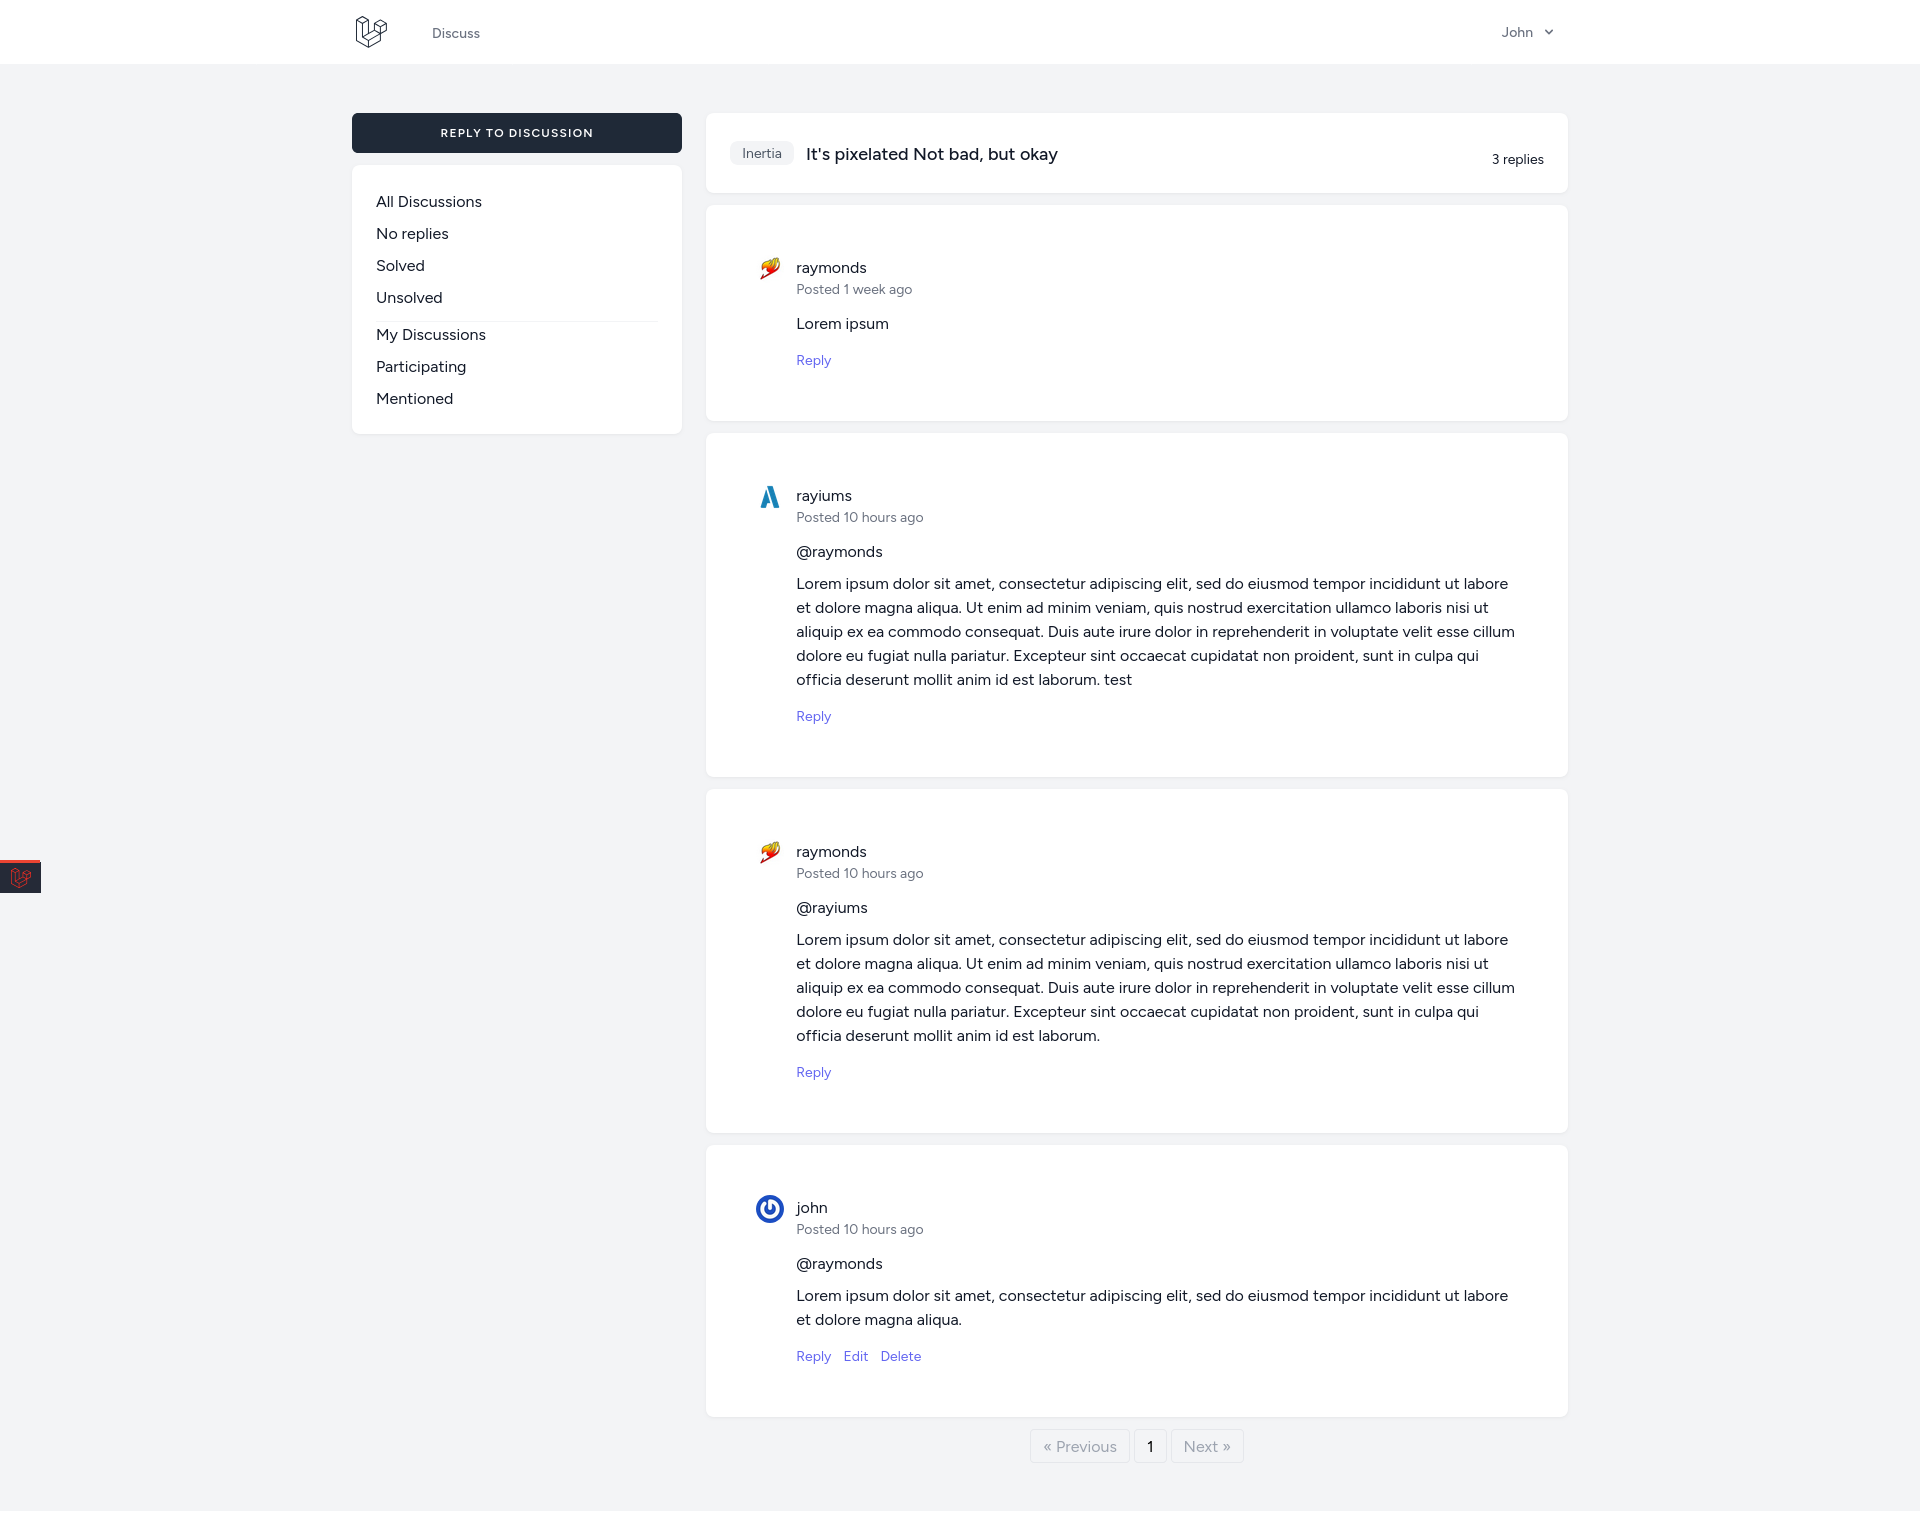 Discuss
John
REPLY TO DISCUSSION
All Discussions
No replies
Solved
Unsolved
My Discussions
Participating
Mentioned
Inertia
It's pixelated Not bad, but okay
3 replies
raymonds
Posted 1 week ago
Lorem ipsum
Reply
rayiums
Posted 10 hours ago
@raymonds
Lorem ipsum dolor sit amet, consectetur adipiscing elit, sed do eiusmod tempor incididunt ut labore
et dolore magna aliqua. Ut enim ad minim veniam, quis nostrud exercitation ullamco laboris nisi ut
aliquip ex ea commodo consequat. Duis aute irure dolor in reprehenderit in voluptate velit esse cillum
dolore eu fugiat nulla pariatur. Excepteur sint occaecat cupidatat non proident, sunt in culpa qui
officia deserunt mollit anim id est laborum. test
Reply
raymonds
Posted 10 hours ago
@rayiums
Lorem ipsum dolor sit amet, consectetur adipiscing elit, sed do eiusmod tempor incididunt ut labore
et dolore magna aliqua. Ut enim ad minim veniam, quis nostrud exercitation ullamco laboris nisi ut
aliquip ex ea commodo consequat. Duis aute irure dolor in reprehenderit in voluptate velit esse cillum
dolore eu fugiat nulla pariatur. Excepteur sint occaecat cupidatat non proident, sunt in culpa qui
officia deserunt mollit anim id est laborum.
Reply
john
Posted 10 hours ago
@raymonds
Lorem ipsum dolor sit amet, consectetur adipiscing elit, sed do eiusmod tempor incididunt ut labore
et dolore magna aliqua.
Reply Edit Delete
« Previous 1 Next »